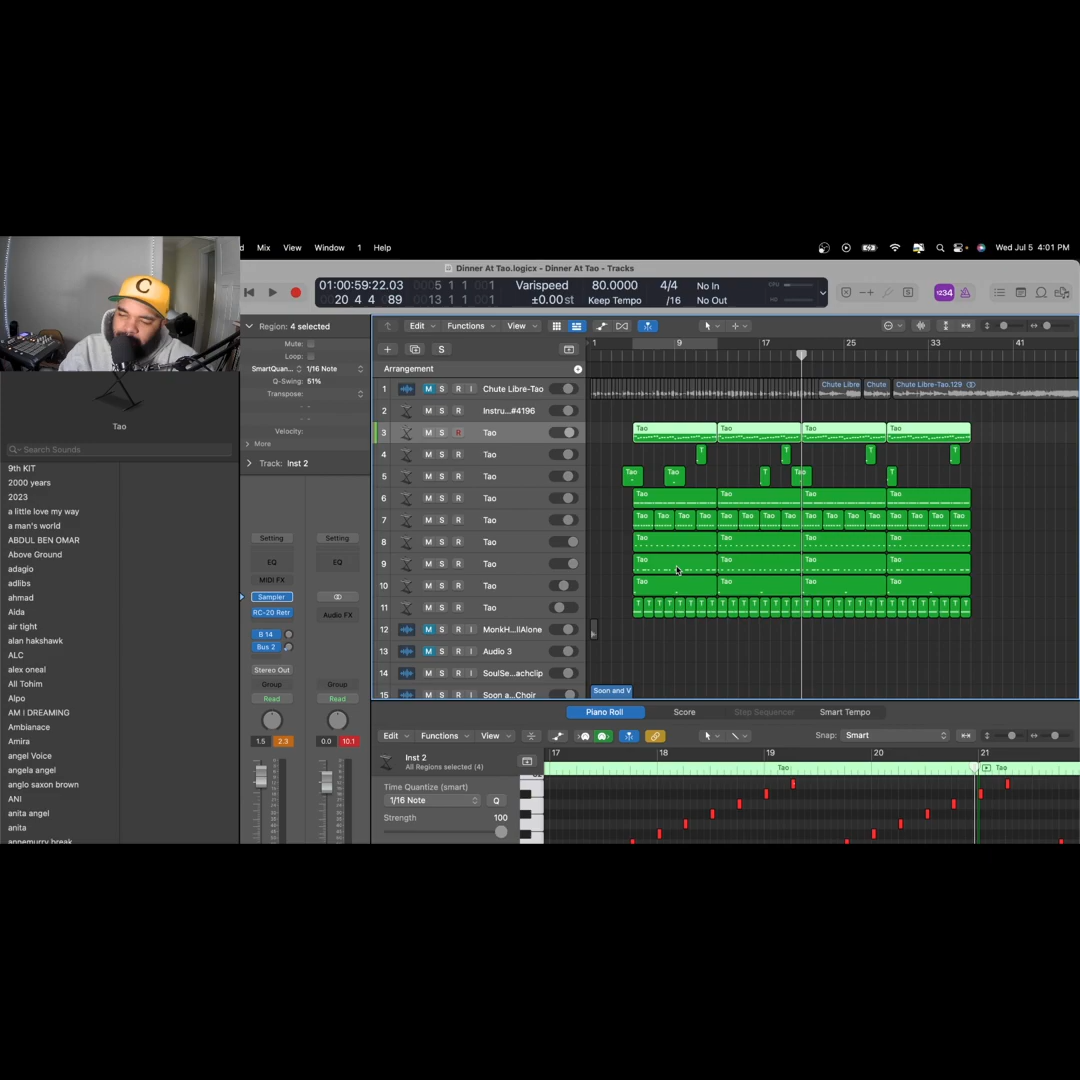 d Mix View Window 1 Help Wed Jul 5 4:01 PM
Dinner At Tao.logicx - Dinner At Tao - Tracks
01:00:59:22.03 0005 1 1 001 Varispeed 80.0000 4/4 No In CPU
20 4 4 89 0013 1 1 001 ±0.00 st Keep Tempo /16 No Out HD
1234
C
Tao
Search Sounds
9th KIT
2000 years
2023
a little love my way
a man's world
ABDUL BEN OMAR
Above Ground
adagio
adlibs
ahmad
Aida
air tight
alan hakshawk
ALC
alex oneal
All Tohim
Alpo
AM I DREAMING
Ambianace
Amira
angel Voice
angela angel
anglo saxon brown
ANI
anita angel
anita
annemurry break
Region: 4 selected
Mute:
Loop:
SmartQuan... 1/16 Note
Q-Swing: 51%
Transpose:
Velocity:
More
Track: Inst 2
Setting Setting
EQ EQ
MIDI FX
Sampler
RC-20 Retr Audio FX
B 14
Bus 2
Stereo Out
Group Group
Read Read
1.5 2.3 0.0 10.1
Edit Functions View
S
1 9 17 25 33 41
Arrangement
1 M S R I Chute Libre-Tao Chute Libre Chute Chute Libre-Tao.129
2 M S R Instru...#4196
3 M S R Tao Tao Tao Tao Tao
4 M S R Tao T T T T
5 M S R Tao Tao Tao T Tao T
6 M S R Tao Tao Tao Tao Tao
7 M S R Tao Tao Tao Tao Tao Tao Tao Tao Tao Tao Tao Tao Tao Tao Tao Tao Tao
8 M S R Tao Tao Tao Tao Tao
9 M S R Tao Tao Tao Tao Tao
10 M S R Tao Tao Tao Tao Tao
11 M S R Tao T T T T T T T T T T T T T T T T T T T T T T T T T T T T T T T T
12 M S R I MonkH...llAlone
13 M S R I Audio 3
14 M S R I SoulSe...achclip
15 M S R I Soon a...Choir Soon and V
Piano Roll Score Step Sequencer Smart Tempo
Edit Functions View Snap: Smart
17 18 19 20 21
Inst 2 Tao Tao
All Regions selected (4)
Time Quantize (smart)
1/16 Note Q
Strength 100